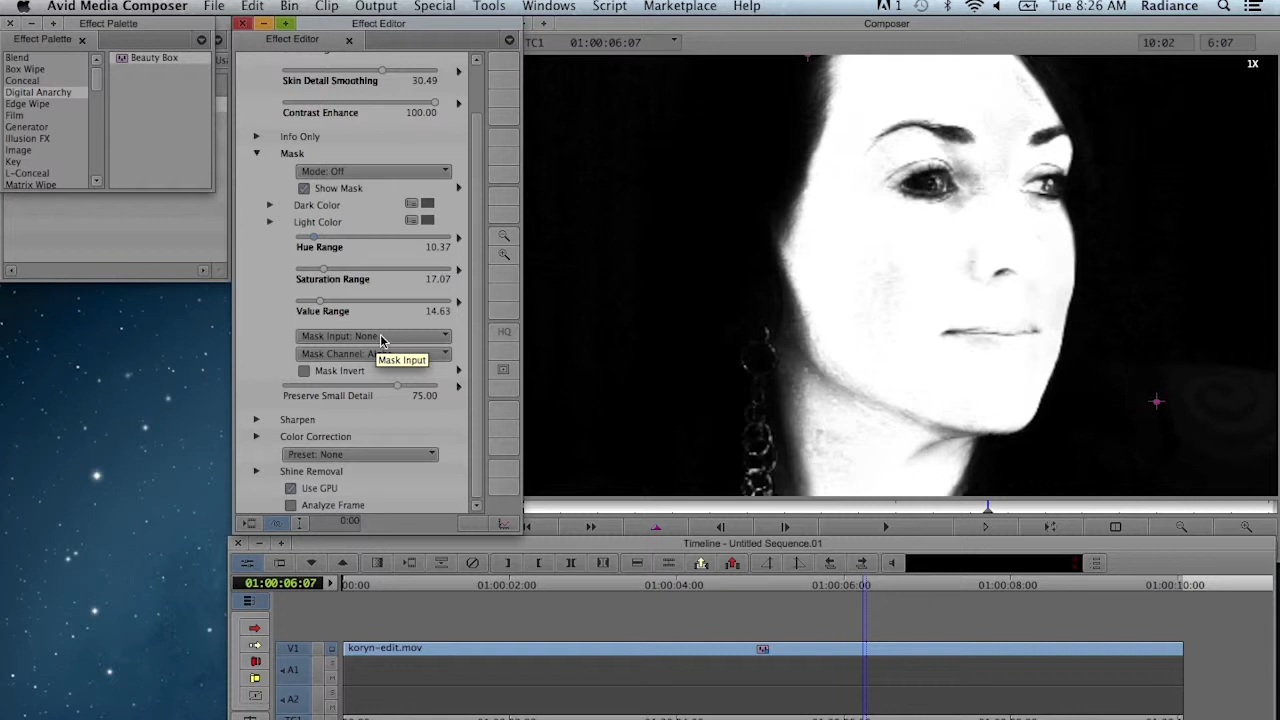 Avid Media Composer File Edit Bin Clip Output Special Tools Windows Script Marketplace Help 1 Tue 8:26 AM Radiance
Effect Palette
Effect Editor
Composer
Effect Palette
Effect Editor
TC1 01:00:06:07
10:02 6:07
Blend
Box Wipe
Conceal
Digital Anarchy
Edge Wipe
Film
Generator
Illusion FX
Image
Key
L-Conceal
Matrix Wipe
Beauty Box
1X
Skin Detail Smoothing 30.49
Contrast Enhance 100.00
Info Only
Mask
Mode: Off
Show Mask
Dark Color
Light Color
Hue Range 10.37
Saturation Range 17.07
Value Range 14.63
Mask Input: None
Mask Channel:
Mask Input
Mask Invert
Preserve Small Detail 75.00
Sharpen
Color Correction
Preset: None
Shine Removal
Use GPU
Analyze Frame
0:00
HQ
Timeline - Untitled Sequence.01
01:00:06:07
00:00 01:00:02:00 01:00:04:00 01:00:06:00 01:00:08:00 01:00:10:00
V1 koryn-edit.mov
A1
A2